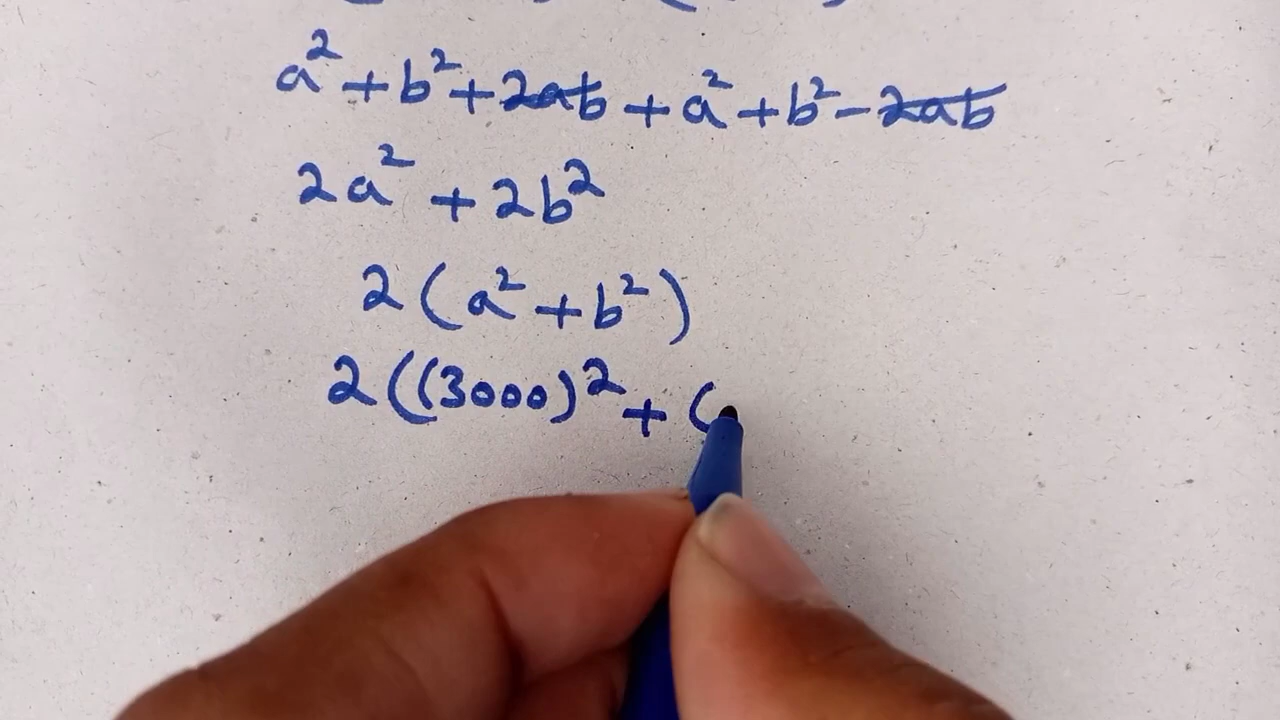 a² + b² + 2ab + a² + b² - 2ab
2a² + 2b²
2(a² + b²)
2((3000)² + (